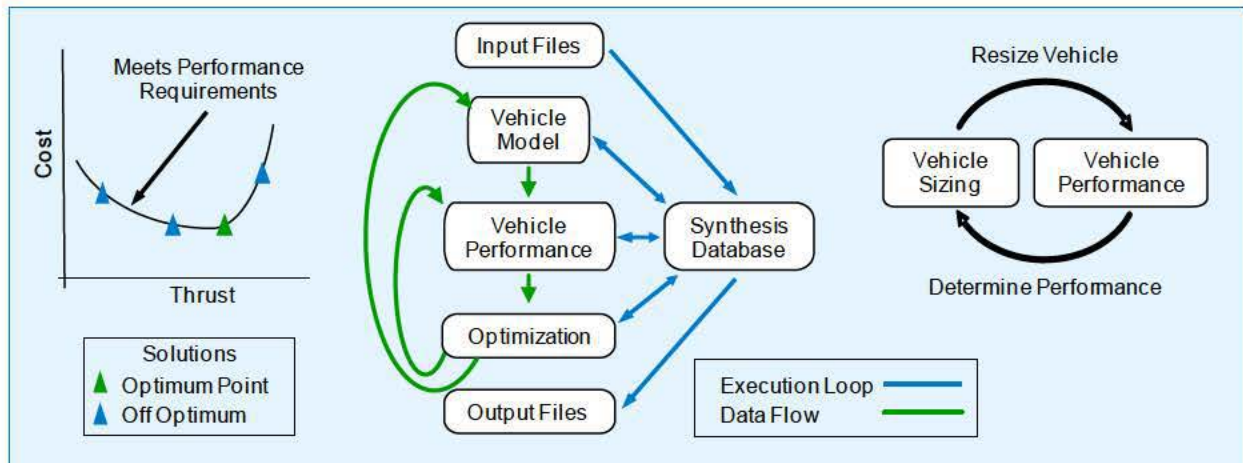 Meets Performance
Requirements
Cost
Thrust
Solutions
Optimum Point
Off Optimum
Input Files
Vehicle
Model
Vehicle
Performance
Optimization
Output Files
Synthesis
Database
Resize Vehicle
Vehicle
Sizing
Vehicle
Performance
Determine Performance
Execution Loop
Data Flow